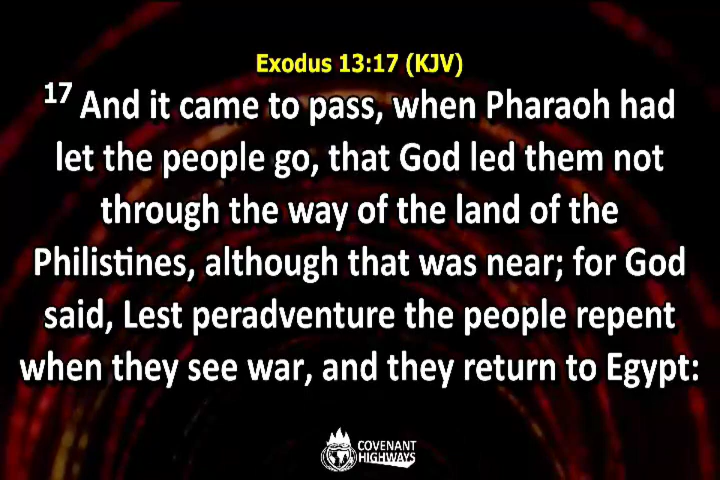 Exodus 13:17 (KJV)
17 And it came to pass, when Pharaoh had
let the people go, that God led them not
through the way of the land of the
Philistines, although that was near; for God
said, Lest peradventure the people repent
when they see war, and they return to Egypt:
COVENANT
HIGHWAYS